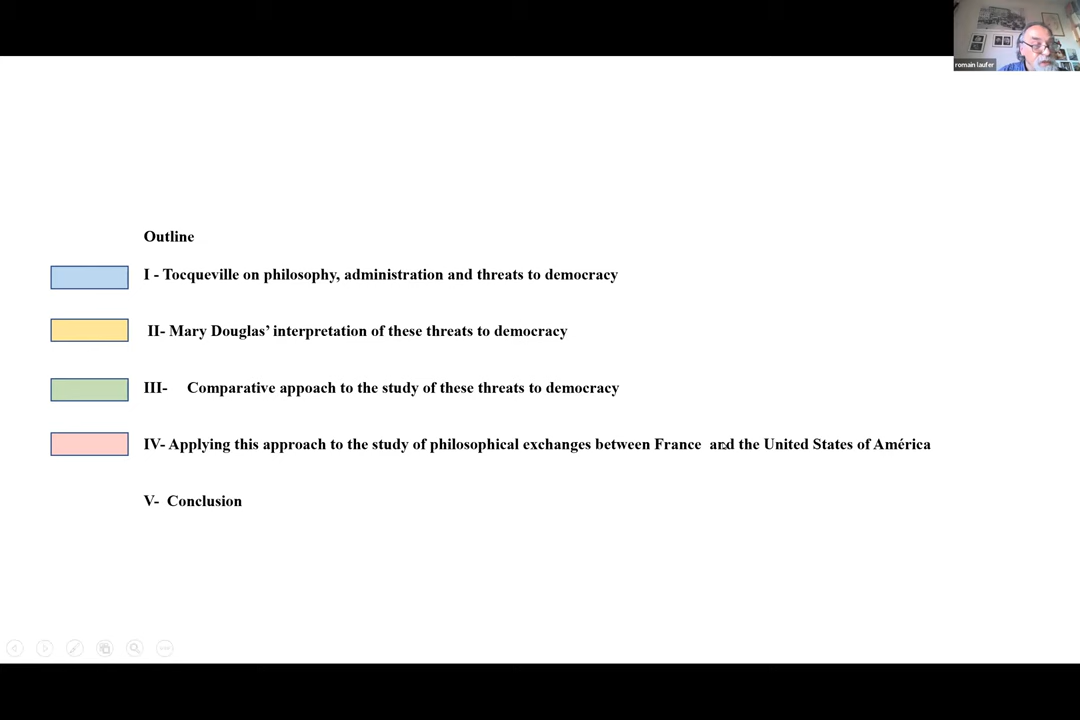 romain laufer
Outline
I - Tocqueville on philosophy, administration and threats to democracy
II- Mary Douglas’ interpretation of these threats to democracy
III- Comparative appoach to the study of these threats to democracy
IV- Applying this approach to the study of philosophical exchanges between France and the United States of América
V- Conclusion